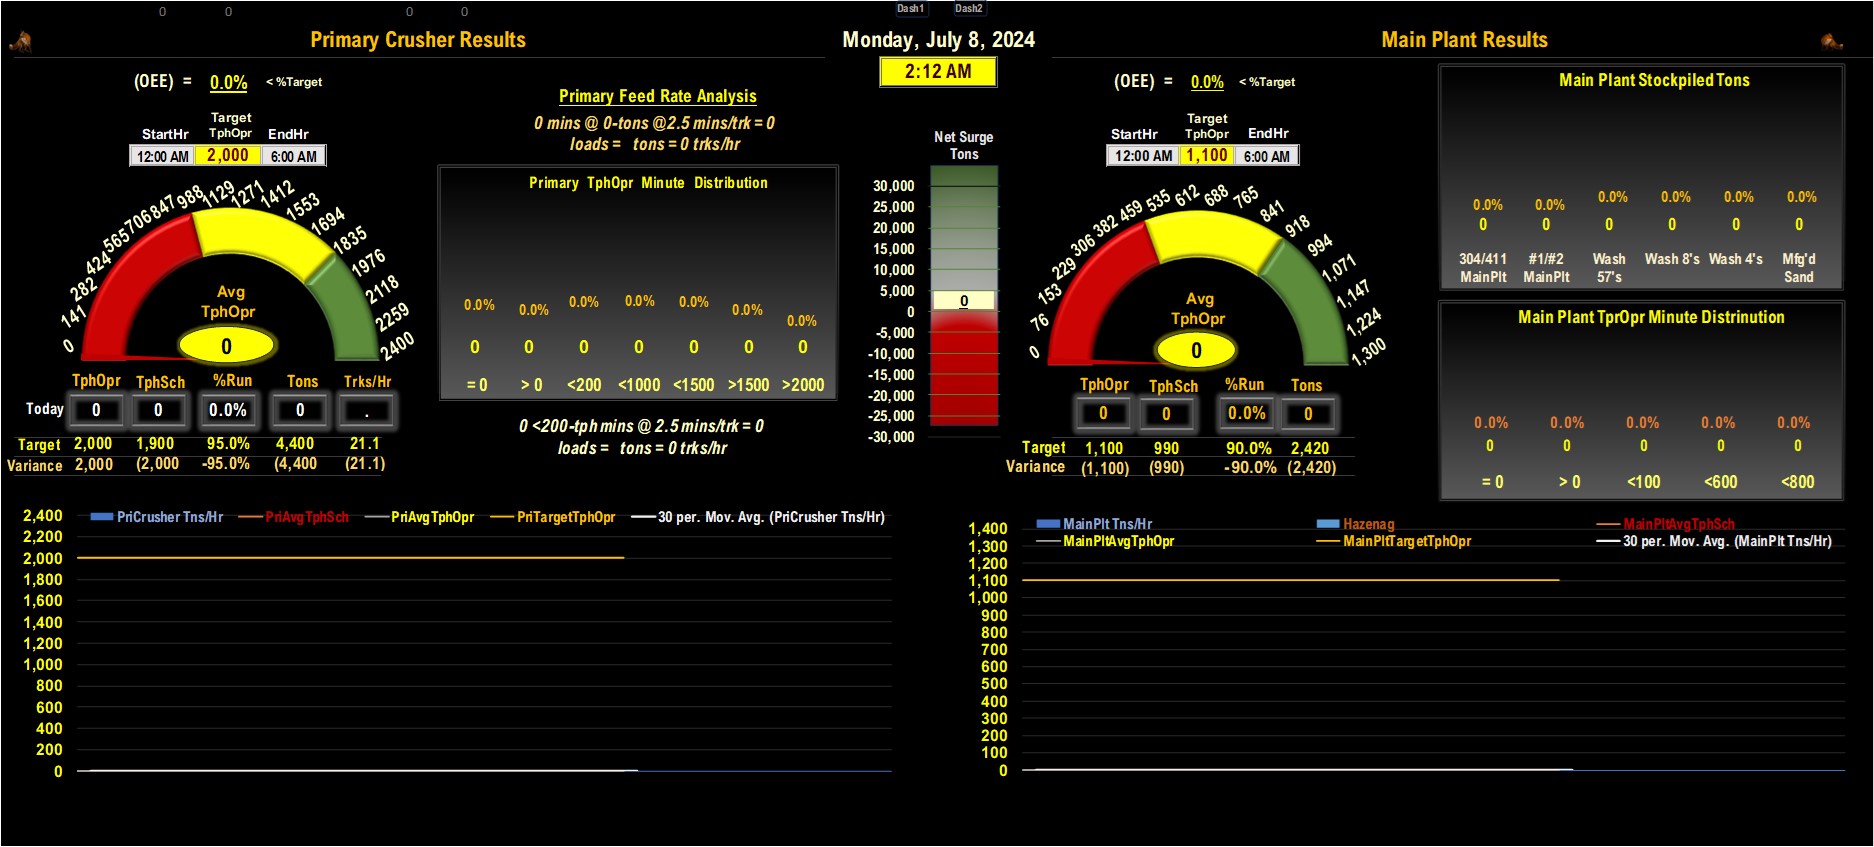 0 0 0 0 Dash1 Dash2
Primary Crusher Results
Monday, July 8, 2024
Main Plant Results
2:12 AM
(OEE) = 0.0% < %Target
Target
StartHr TphOpr EndHr
12:00 AM 2,000 6:00 AM
0 141 282 424 565 706 847 988 1129 1271 1412 1553 1694 1835 1976 2118 2259 2400
Avg
TphOpr
0
TphOpr TphSch %Run Tons Trks/Hr
Today 0 0 0.0% 0 .
Target 2,000 1,900 95.0% 4,400 21.1
Variance 2,000 (2,000 -95.0% (4,400 (21.1)
Primary Feed Rate Analysis
0 mins @ 0-tons @2.5 mins/trk = 0
loads = tons = 0 trks/hr
Primary TphOpr Minute Distribution
0.0% 0.0% 0.0% 0.0% 0.0% 0.0% 0.0%
0 0 0 0 0 0 0
= 0 > 0 <200 <1000 <1500 >1500 >2000
0 <200-tph mins @ 2.5 mins/trk = 0
loads = tons = 0 trks/hr
Net Surge
Tons
30,000
25,000
20,000
15,000
10,000
5,000
0
0
-5,000
-10,000
-15,000
-20,000
-25,000
-30,000
(OEE) = 0.0% < %Target
Target
StartHr TphOpr EndHr
12:00 AM 1,100 6:00 AM
0 76 153 229 306 382 459 535 612 688 765 841 918 994 1,071 1,147 1,224 1,300
Avg
TphOpr
0
TphOpr TphSch %Run Tons
0 0 0.0% 0
Target 1,100 990 90.0% 2,420
Variance (1,100) (990) -90.0% (2,420)
Main Plant Stockpiled Tons
0.0% 0.0% 0.0% 0.0% 0.0% 0.0%
0 0 0 0 0 0
304/411 #1/#2 Wash Wash 8's Wash 4's Mfg'd
MainPlt MainPlt 57's Sand
Main Plant TprOpr Minute Distrinution
0.0% 0.0% 0.0% 0.0% 0.0%
0 0 0 0 0
= 0 > 0 <100 <600 <800
PriCrusher Tns/Hr PriAvgTphSch PriAvgTphOpr PriTargetTphOpr 30 per. Mov. Avg. (PriCrusher Tns/Hr)
2,400
2,200
2,000
1,800
1,600
1,400
1,200
1,000
800
600
400
200
0
MainPlt Tns/Hr Hazenag MainPltAvgTphSch
MainPltAvgTphOpr MainPltTargetTphOpr 30 per. Mov. Avg. (MainPlt Tns/Hr)
1,400
1,300
1,200
1,100
1,000
900
800
700
600
500
400
300
200
100
0